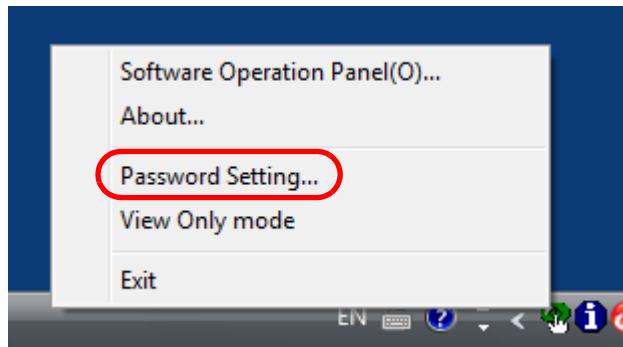 Software Operation Panel(O)...
About...
Password Setting...
View Only mode
Exit
EN ? < i